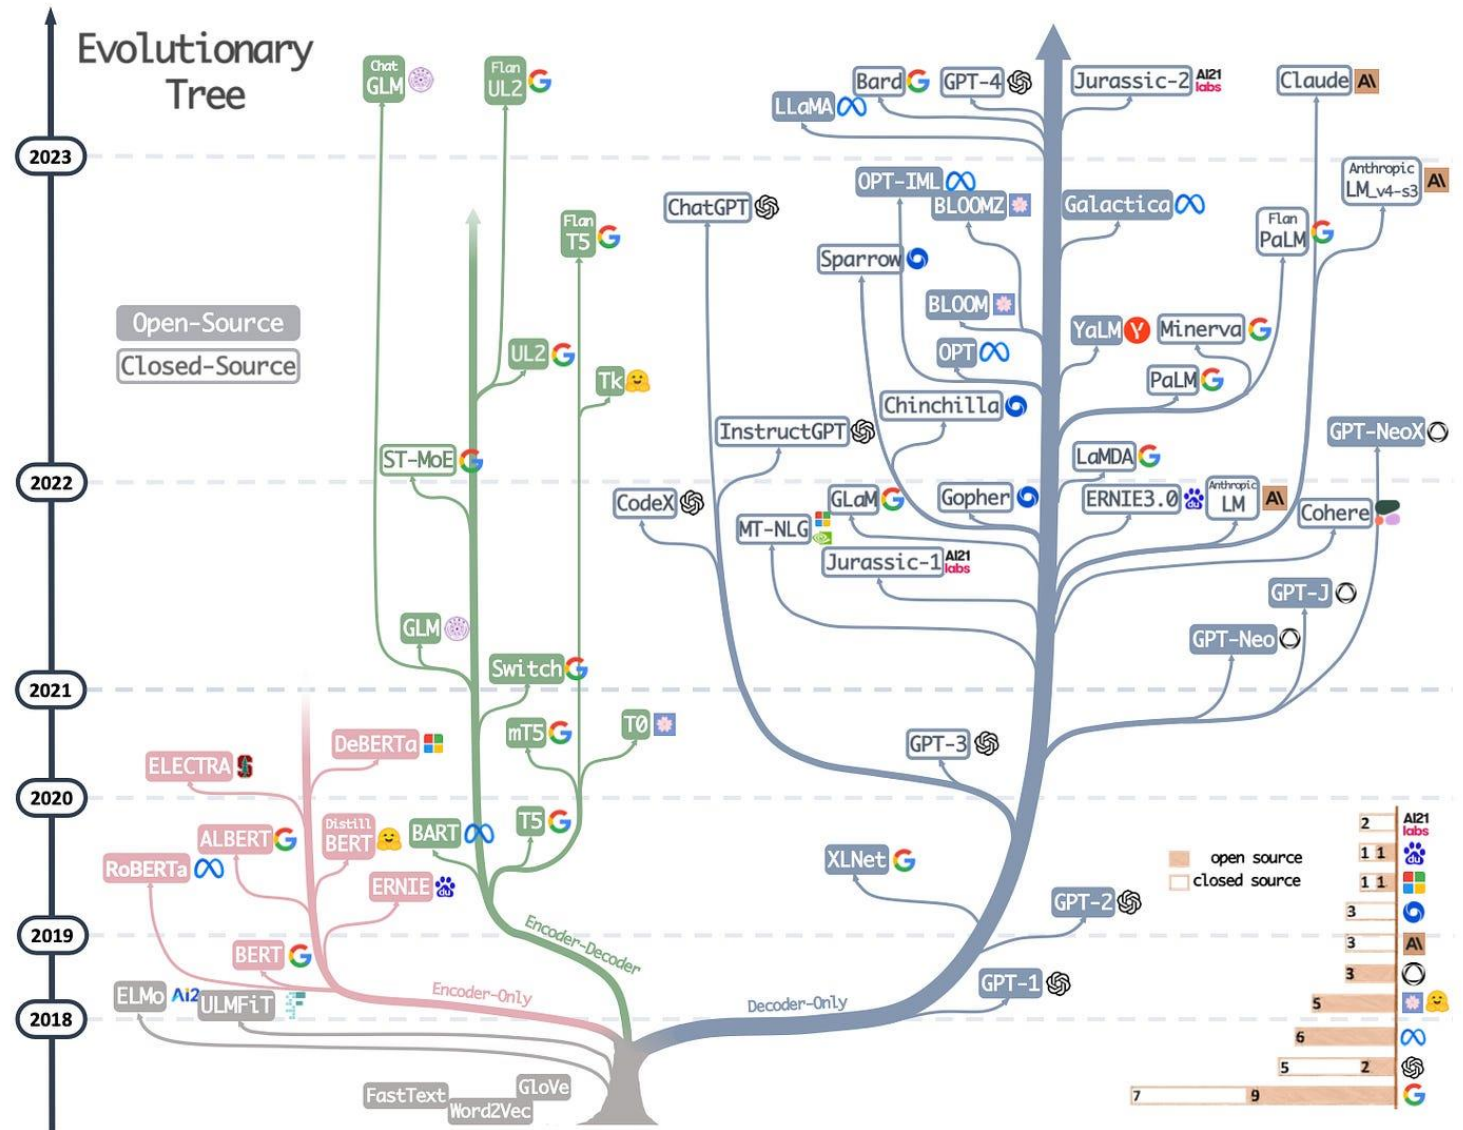 Evolutionary
Tree
Chat
GLM
Flan
UL2
Bard
GPT-4
Jurassic-2
AI21
labs
Claude
A\
LLaMA
2023
OPT-IML
Anthropic
LM_v4-s3
A\
ChatGPT
BLOOMZ
Galactica
Flan
T5
Flan
PaLM
Sparrow
Open-Source
BLOOM
YaLM
Y
Minerva
Closed-Source
UL2
OPT
Tk
PaLM
Chinchilla
InstructGPT
GPT-NeoX
ST-MoE
LaMDA
2022
CodeX
GLaM
Gopher
ERNIE3.0
du
Anthropic
LM
A\
Cohere
MT-NLG
Jurassic-1
AI21
labs
GPT-J
GLM
GPT-Neo
Switch
2021
mT5
T0
DeBERTa
GPT-3
ELECTRA
S
2020
ALBERT
Distill
BERT
BART
T5
2
AI21
labs
open source
1 1
du
RoBERTa
XLNet
closed source
1 1
ERNIE
du
GPT-2
3
2019
Encoder-Decoder
3
A\
BERT
3
ELMo
Ai2
ULMFiT
Encoder-Only
Decoder-Only
GPT-1
5
2018
6
5 2
FastText
Word2Vec
GloVe
7 9